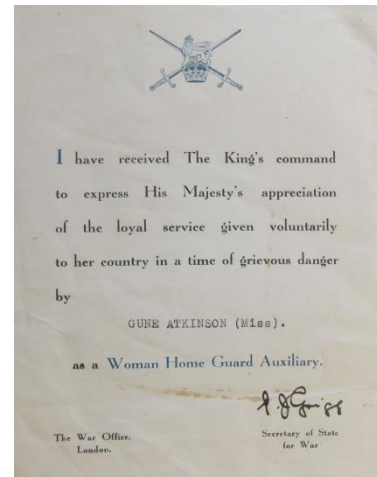 I have received The King's command
to express His Majesty's appreciation
of the loyal service given voluntarily
to her country in a time of grievous danger
by
GUNE ATKINSON (Miss).
as a Woman Home Guard Auxiliary.
P. J. Grigg
The War Office.
London.
Secretary of State
for War